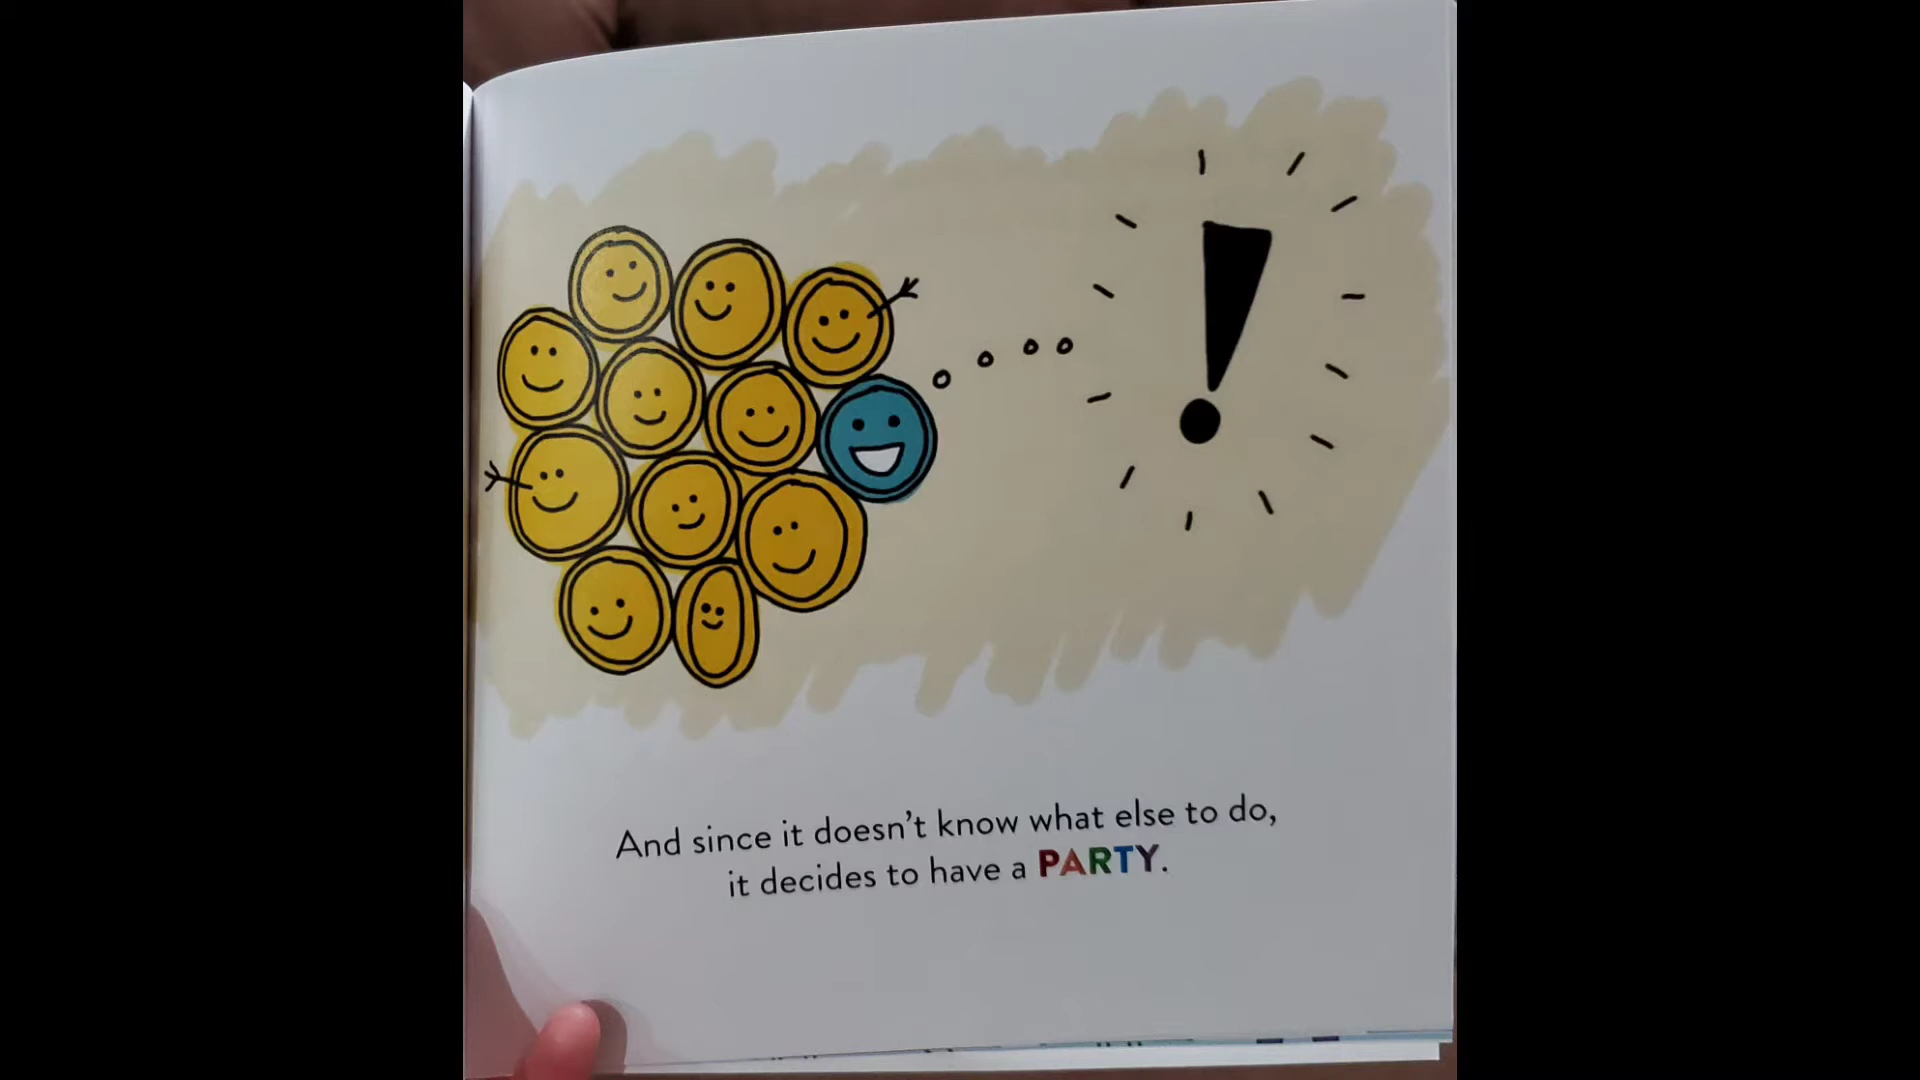 And since it doesn't know what else to do,
it decides to have a PARTY.